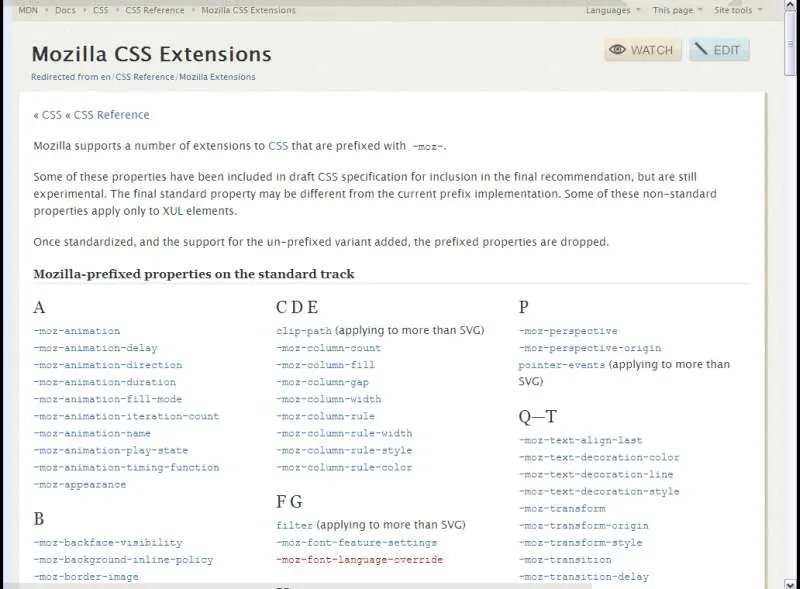 MDN Docs CSS CSS Reference Mozilla CSS Extensions
Languages This page Site tools
Mozilla CSS Extensions
WATCH EDIT
Redirected from en/CSS Reference/Mozilla Extensions
« CSS « CSS Reference
Mozilla supports a number of extensions to CSS that are prefixed with -moz-.
Some of these properties have been included in draft CSS specification for inclusion in the final recommendation, but are still
experimental. The final standard property may be different from the current prefix implementation. Some of these non-standard
properties apply only to XUL elements.
Once standardized, and the support for the un-prefixed variant added, the prefixed properties are dropped.
Mozilla-prefixed properties on the standard track
A
-moz-animation
-moz-animation-delay
-moz-animation-direction
-moz-animation-duration
-moz-animation-fill-mode
-moz-animation-iteration-count
-moz-animation-name
-moz-animation-play-state
-moz-animation-timing-function
-moz-appearance
B
-moz-backface-visibility
-moz-background-inline-policy
-moz-border-image
C D E
clip-path (applying to more than SVG)
-moz-column-count
-moz-column-fill
-moz-column-gap
-moz-column-width
-moz-column-rule
-moz-column-rule-width
-moz-column-rule-style
-moz-column-rule-color
F G
filter (applying to more than SVG)
-moz-font-feature-settings
-moz-font-language-override
P
-moz-perspective
-moz-perspective-origin
pointer-events (applying to more than
SVG)
Q—T
-moz-text-align-last
-moz-text-decoration-color
-moz-text-decoration-line
-moz-text-decoration-style
-moz-transform
-moz-transform-origin
-moz-transform-style
-moz-transition
-moz-transition-delay